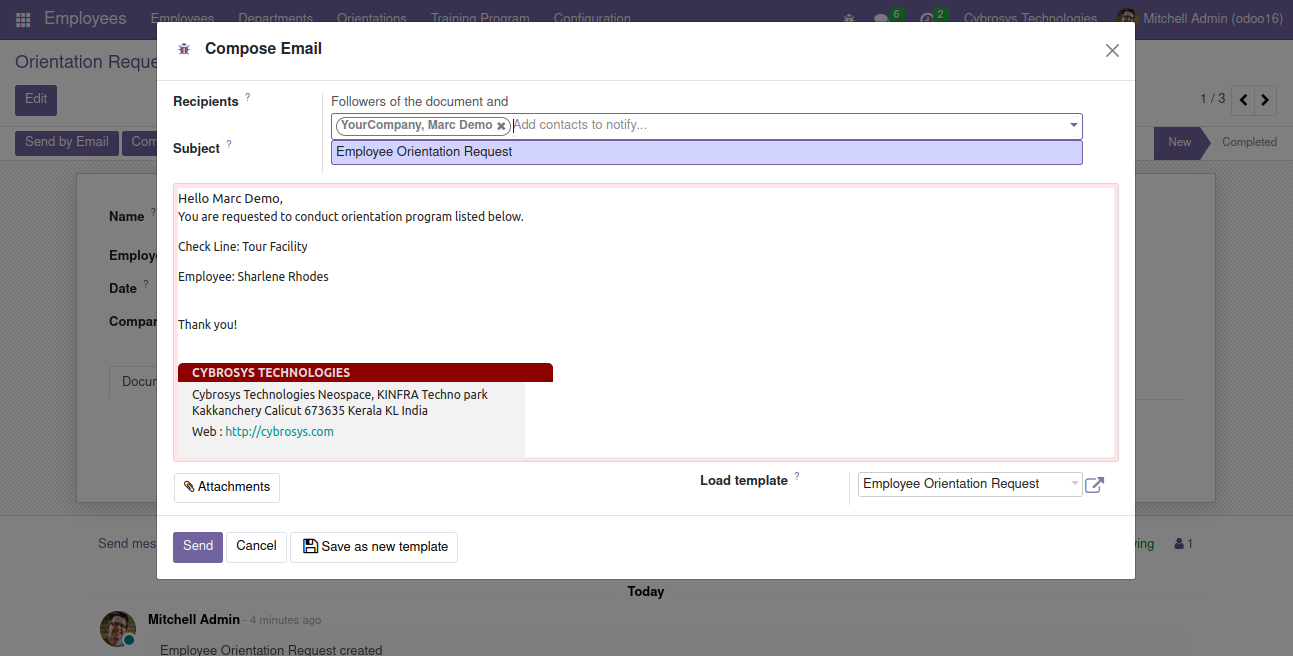 Employees Employees Departments Orientations Training Program Configuration 6 2 Cybrosys Technologies Mitchell Admin (odoo16)
Orientation Reque
Edit
1 / 3
Send by Email Com
New Completed
Name ?
Employ
Date ?
Compan
Docur
Compose Email
Recipients ?
Followers of the document and
YourCompany, Marc Demo Add contacts to notify...
Subject ?
Employee Orientation Request
Hello Marc Demo,
You are requested to conduct orientation program listed below.
Check Line: Tour Facility
Employee: Sharlene Rhodes
Thank you!
CYBROSYS TECHNOLOGIES
Cybrosys Technologies Neospace, KINFRA Techno park
Kakkanchery Calicut 673635 Kerala KL India
Web : http://cybrosys.com
Attachments
Load template ?
Employee Orientation Request
Send Cancel Save as new template
Send mes
ving 1
Today
Mitchell Admin - 4 minutes ago
Employee Orientation Request created